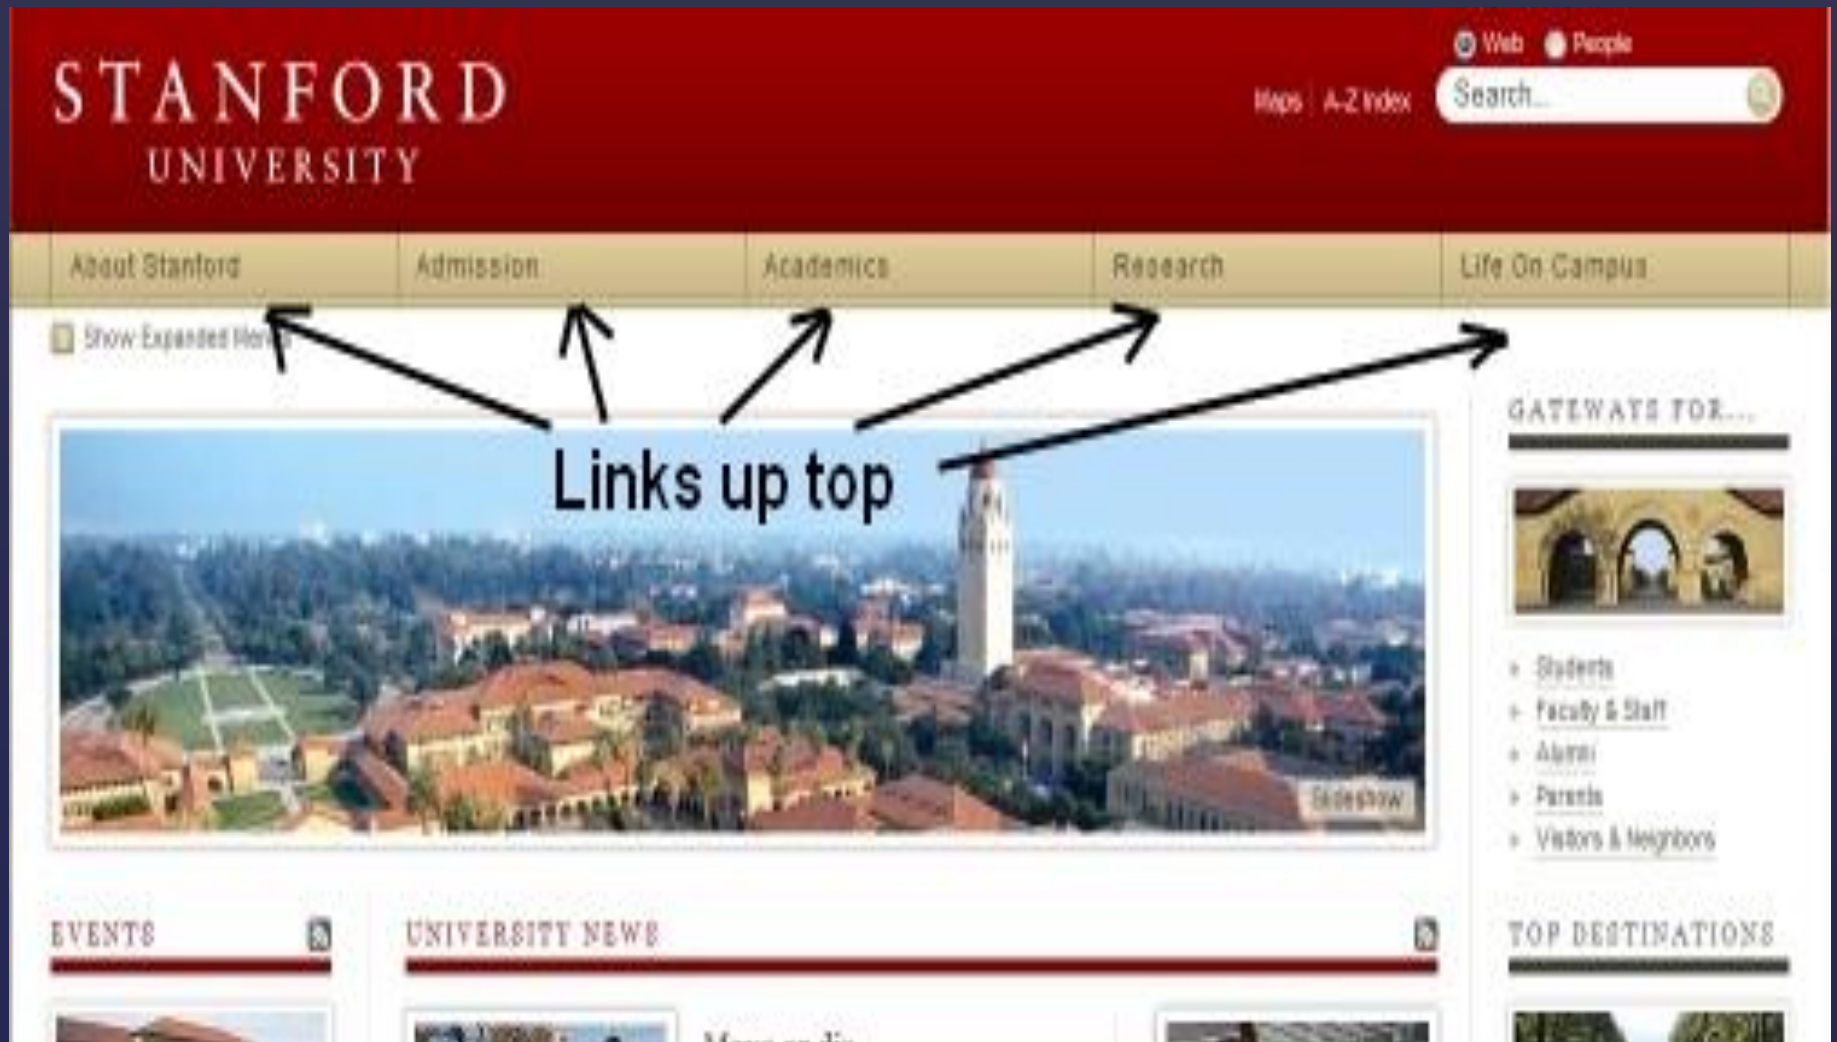 STANFORD
UNIVERSITY
Web People
Maps A-Z Index
Search...
About Stanford Admission Academics Research Life On Campus
Show Expanded
Links up top
Slideshow
GATEWAYS FOR...
Students
Faculty & Staff
Alumni
Parents
Visitors & Neighbors
EVENTS
UNIVERSITY NEWS
TOP DESTINATIONS